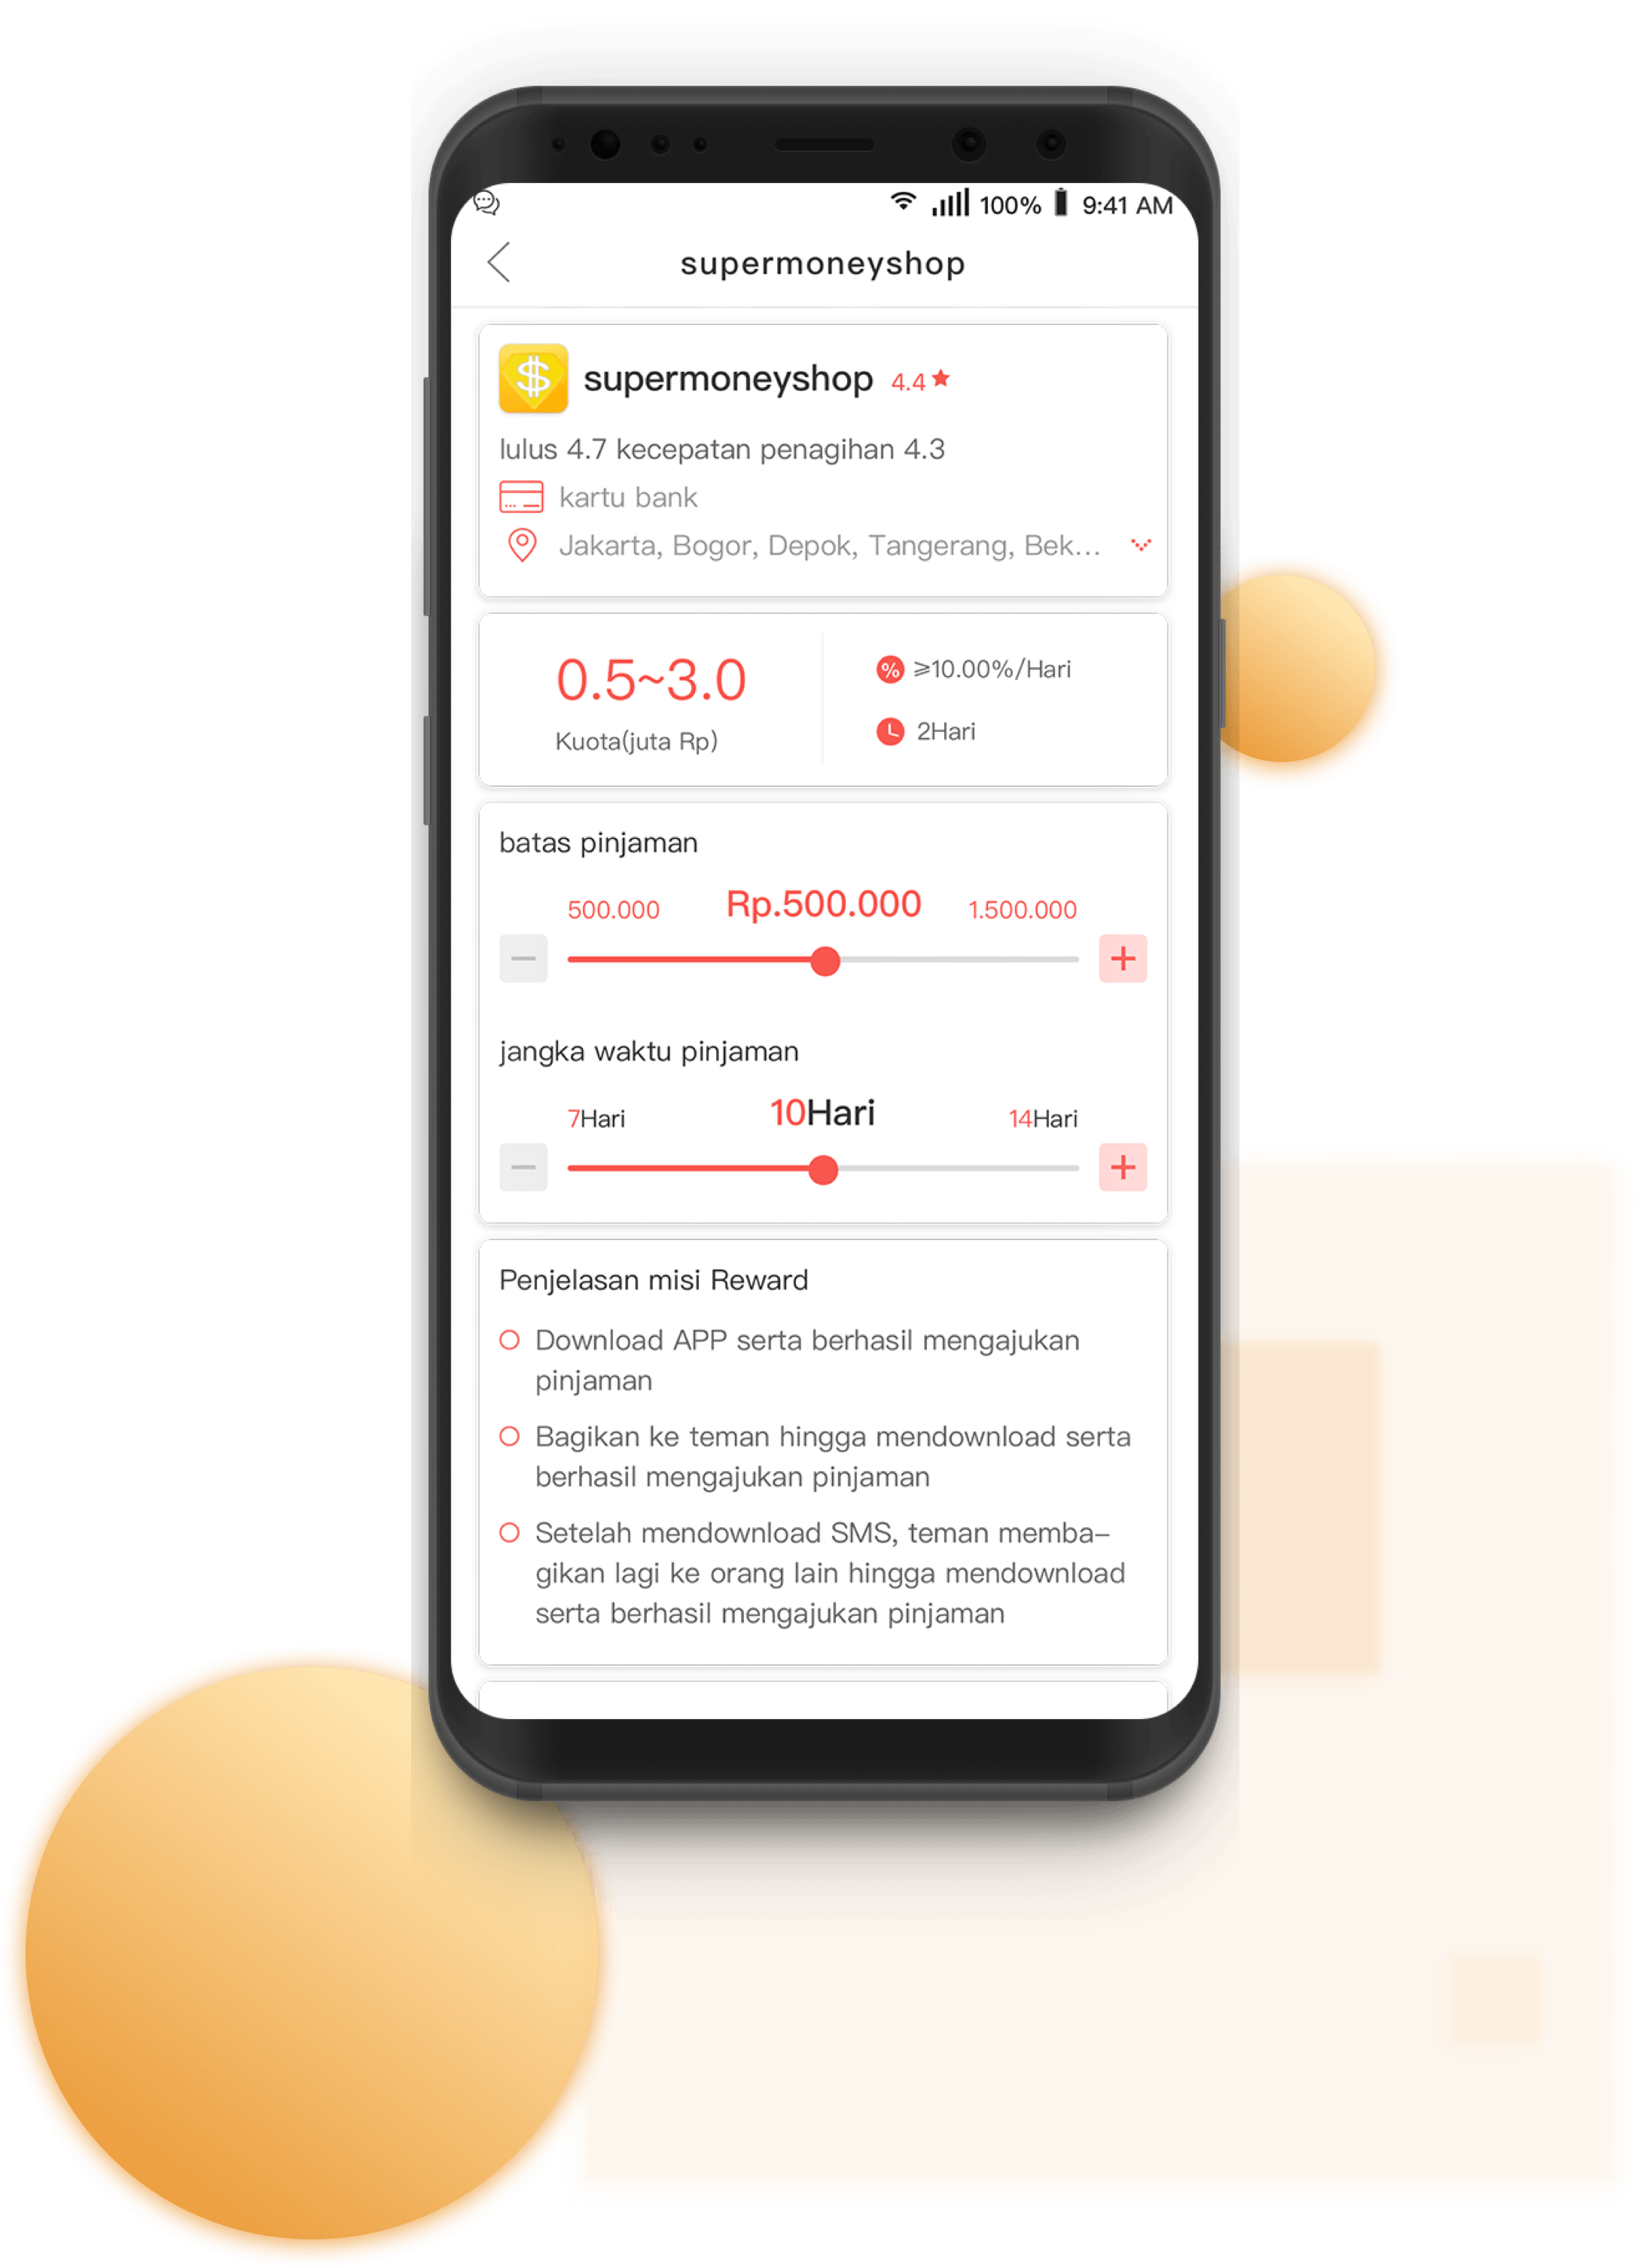 100% 9:41 AM
supermoneyshop
supermoneyshop 4.4
lulus 4.7 kecepatan penagihan 4.3
kartu bank
Jakarta, Bogor, Depok, Tangerang, Bek...
0.5~3.0
Kuota(juta Rp)
% ≥10.00%/Hari
2Hari
batas pinjaman
500.000 Rp.500.000 1.500.000
jangka waktu pinjaman
7Hari 10Hari 14Hari
Penjelasan misi Reward
Download APP serta berhasil mengajukan
pinjaman
Bagikan ke teman hingga mendownload serta
berhasil mengajukan pinjaman
Setelah mendownload SMS, teman memba-
gikan lagi ke orang lain hingga mendownload
serta berhasil mengajukan pinjaman